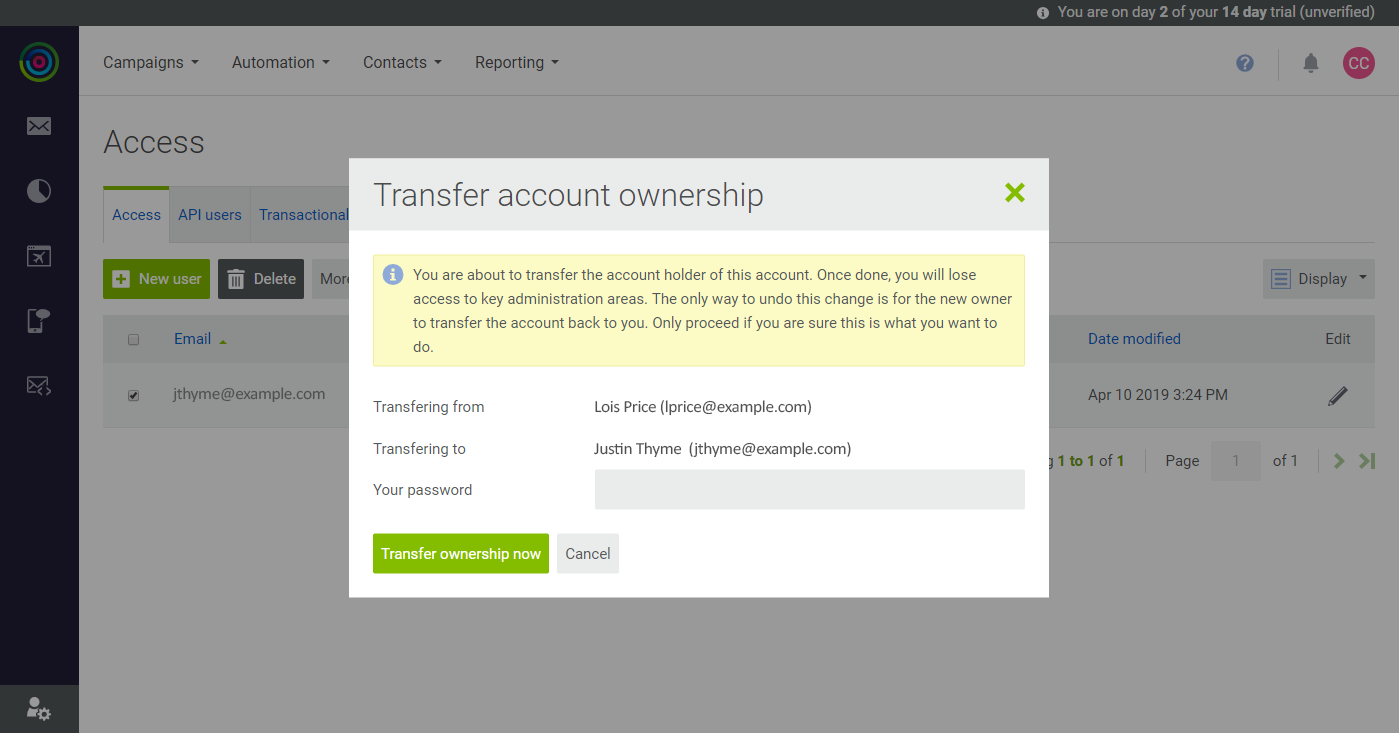 You are on day 2 of your 14 day trial (unverified)
Campaigns
Automation
Contacts
Reporting
?
CC
Access
Transfer account ownership
Access
API users
Transactional
You are about to transfer the account holder of this account. Once done, you will lose
access to key administration areas. The only way to undo this change is for the new owner
to transfer the account back to you. Only proceed if you are sure this is what you want to
do.
New user
Delete
More
Display
Email
Date modified
Edit
jthyme@example.com
Apr 10 2019 3:24 PM
Transfering from
Lois Price (lprice@example.com)
Transfering to
Justin Thyme (jthyme@example.com)
1 to 1 of 1
Page
1
of 1
Your password
Transfer ownership now
Cancel